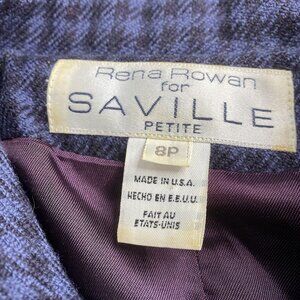 Rena Rowan
for
SAVILLE
PETITE
8P
MADE IN U.S.A.
HECHO EN E.E.U.U.
FAIT AU
ETATS-UNIS